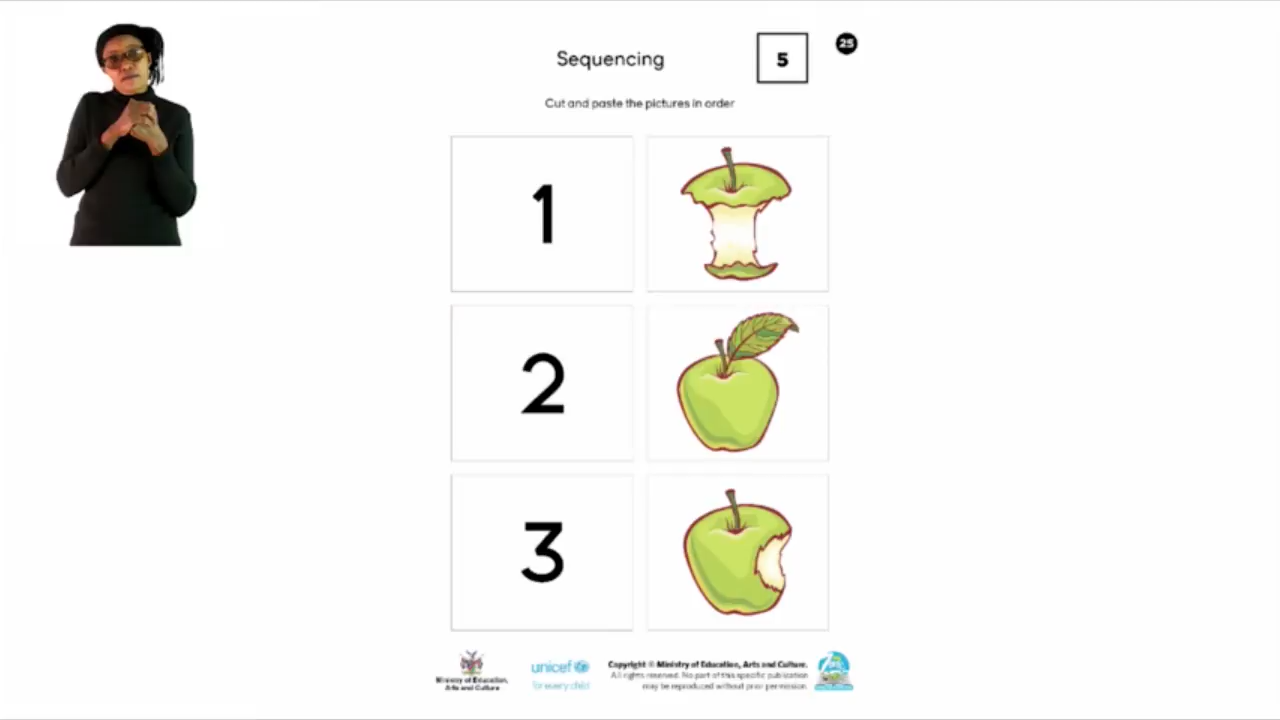 Sequencing
5
25
Cut and paste the pictures in order
1
2
3
Ministry of Education,
Arts and Culture
unicef
for every child
Copyright © Ministry of Education, Arts and Culture.
All rights reserved. No part of this specific publication
may be reproduced without prior permission.